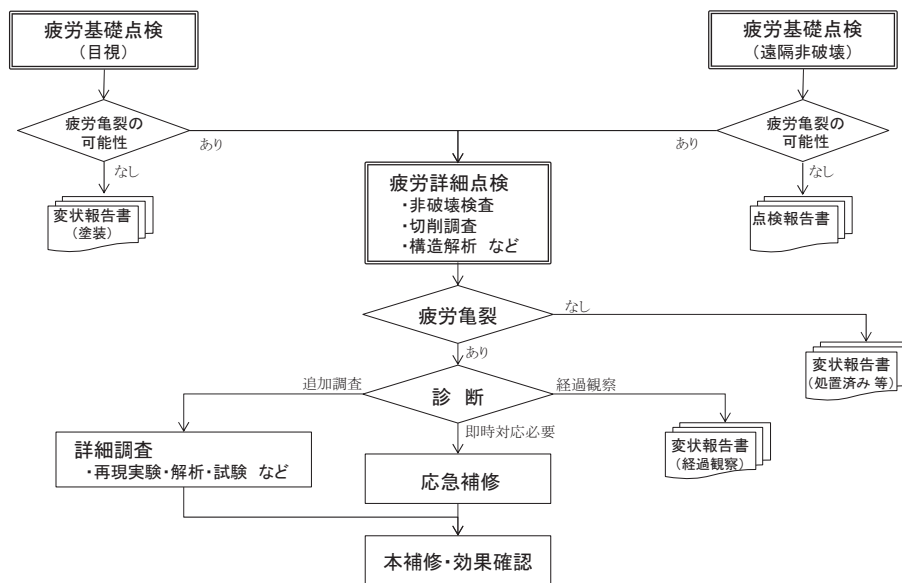 疲労基礎点検
（目視）
疲労基礎点検
（遠隔非破壊）
疲労亀裂の
可能性
あり
あり
疲労亀裂の
可能性
なし
なし
変状報告書
（塗装）
疲労詳細点検
・非破壊検査
・切削調査
・構造解析 など
点検報告書
疲労亀裂
なし
あり
変状報告書
（処置済み 等）
追加調査
診 断
経過観察
即時対応必要
詳細調査
・再現実験・解析・試験 など
応急補修
変状報告書
（経過観察）
本補修・効果確認